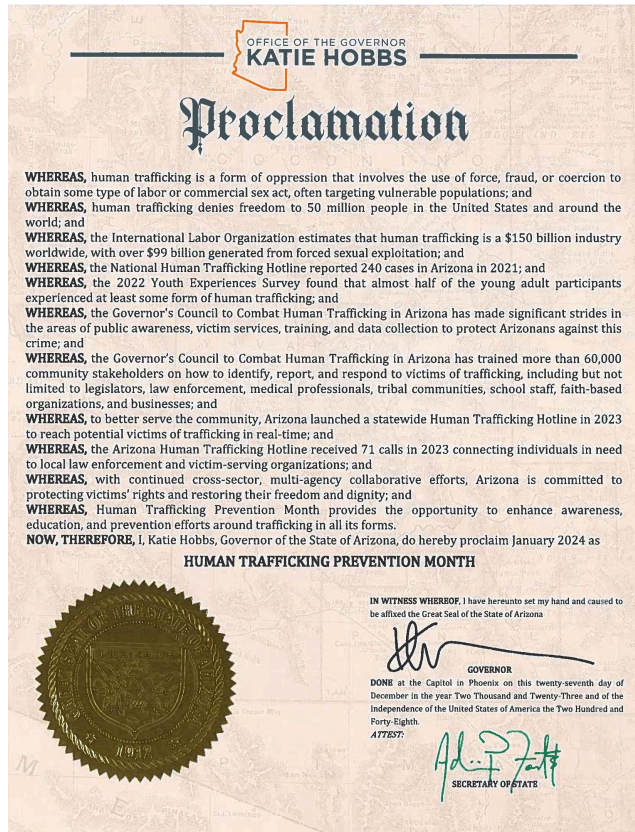 OFFICE OF THE GOVERNOR
KATIE HOBBS
Proclamation
WHEREAS, human trafficking is a form of oppression that involves the use of force, fraud, or coercion to
obtain some type of labor or commercial sex act, often targeting vulnerable populations; and
WHEREAS, human trafficking denies freedom to 50 million people in the United States and around the
world; and
WHEREAS, the International Labor Organization estimates that human trafficking is a $150 billion industry
worldwide, with over $99 billion generated from forced sexual exploitation; and
WHEREAS, the National Human Trafficking Hotline reported 240 cases in Arizona in 2021; and
WHEREAS, the 2022 Youth Experiences Survey found that almost half of the young adult participants
experienced at least some form of human trafficking; and
WHEREAS, the Governor's Council to Combat Human Trafficking in Arizona has made significant strides in
the areas of public awareness, victim services, training, and data collection to protect Arizonans against this
crime; and
WHEREAS, the Governor's Council to Combat Human Trafficking in Arizona has trained more than 60,000
community stakeholders on how to identify, report, and respond to victims of trafficking, including but not
limited to legislators, law enforcement, medical professionals, tribal communities, school staff, faith-based
organizations, and businesses; and
WHEREAS, to better serve the community, Arizona launched a statewide Human Trafficking Hotline in 2023
to reach potential victims of trafficking in real-time; and
WHEREAS, the Arizona Human Trafficking Hotline received 71 calls in 2023 connecting individuals in need
to local law enforcement and victim-serving organizations; and
WHEREAS, with continued cross-sector, multi-agency collaborative efforts, Arizona is committed to
protecting victims' rights and restoring their freedom and dignity; and
WHEREAS, Human Trafficking Prevention Month provides the opportunity to enhance awareness,
education, and prevention efforts around trafficking in all its forms.
NOW, THEREFORE, I, Katie Hobbs, Governor of the State of Arizona, do hereby proclaim January 2024 as
HUMAN TRAFFICKING PREVENTION MONTH
IN WITNESS WHEREOF, I have hereunto set my hand and caused to
be affixed the Great Seal of the State of Arizona
GOVERNOR
DONE at the Capitol in Phoenix on this twenty-seventh day of
December in the year Two Thousand and Twenty-Three and of the
Independence of the United States of America the Two Hundred and
Forty-Eighth.
ATTEST:
SECRETARY OF STATE
1912